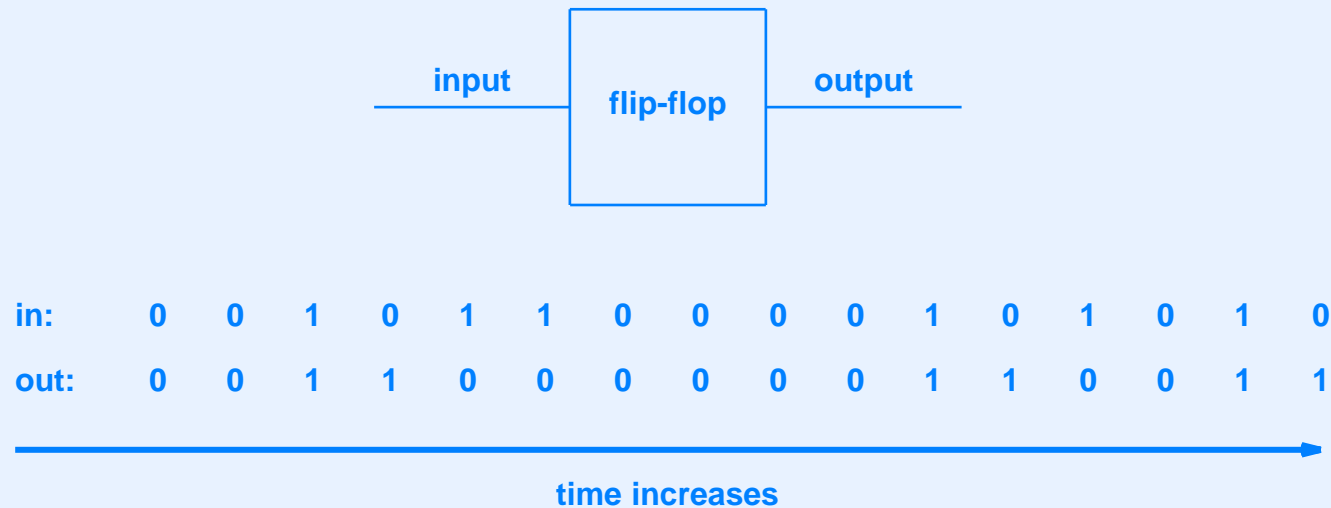 input
flip-flop
output
in: 0 0 1 0 1 1 0 0 0 0 1 0 1 0 1 0
out: 0 0 1 1 0 0 0 0 0 0 1 1 0 0 1 1
time increases